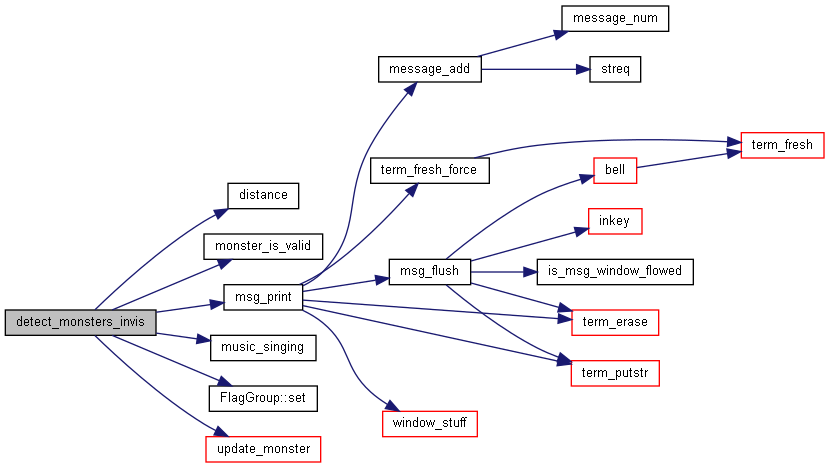 message_num
message_add
streq
term_fresh
term_fresh_force
bell
distance
inkey
monster_is_valid
msg_flush
is_msg_window_flowed
msg_print
detect_monsters_invis
term_erase
music_singing
term_putstr
FlagGroup::set
window_stuff
update_monster